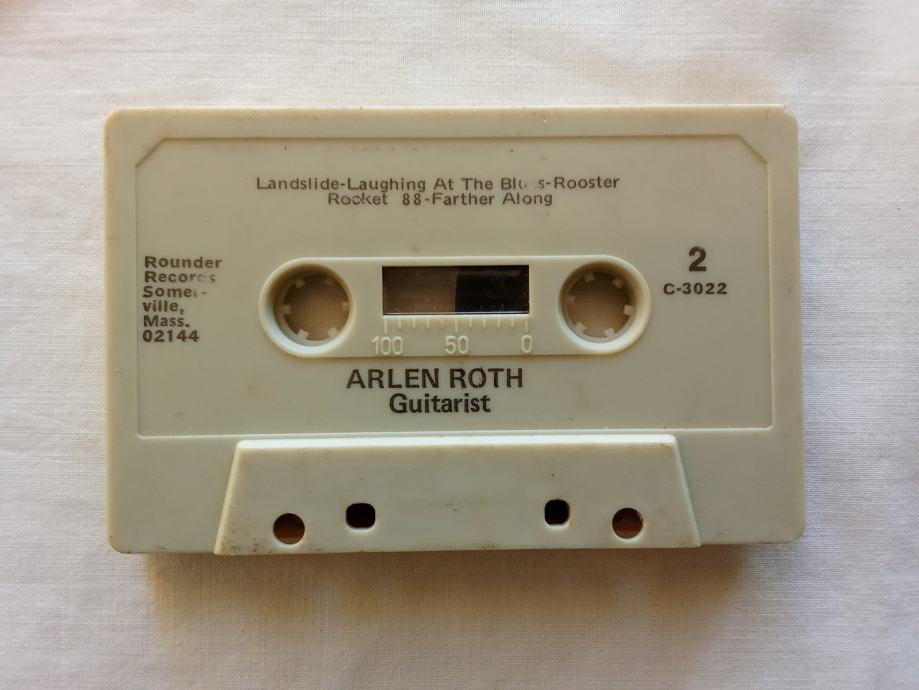 Landslide-Laughing At The Blues-Rooster
Rocket 88-Farther Along
Rounder
Records
Somer-
ville,
Mass.
02144
2
C-3022
100 50 0
ARLEN ROTH
Guitarist